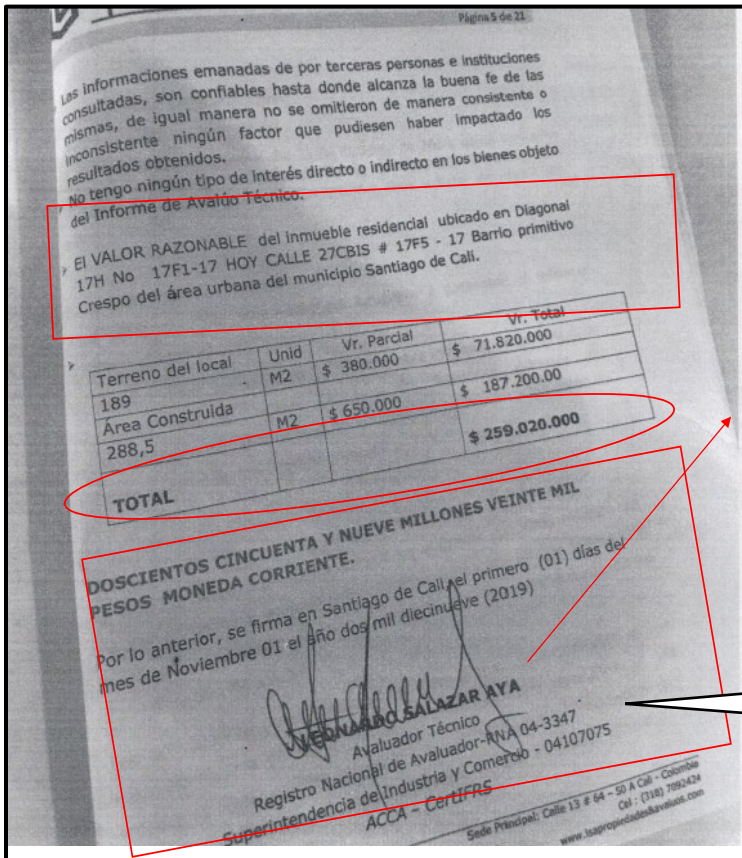 Página 5 de 21
Las informaciones emanadas de por terceras personas e instituciones
consultadas, son confiables hasta donde alcanza la buena fe de las
mismas, de igual manera no se omitieron de manera consistente o
inconsistente ningún factor que pudiesen haber impactado los
resultados obtenidos.
No tengo ningún tipo de interés directo o indirecto en los bienes objeto
del Informe de Avalúo Técnico.
El VALOR RAZONABLE del inmueble residencial ubicado en Diagonal
17H No 17F1-17 HOY CALLE 27CBIS # 17F5 - 17 Barrio primitivo
Crespo del área urbana del municipio Santiago de Cali.
Terreno del local Unid Vr. Parcial Vr. Total
189 M2 $ 380.000 $ 71.820.000
Área Construida
288,5 M2 $ 650.000 $ 187.200.00
TOTAL $ 259.020.000
DOSCIENTOS CINCUENTA Y NUEVE MILLONES VEINTE MIL
PESOS MONEDA CORRIENTE.
Por lo anterior, se firma en Santiago de Cali, el primero (01) días del
mes de Noviembre 01 el año dos mil diecinueve (2019)
LEONARDO SALAZAR AYA
Avaluador Técnico
Registro Nacional de Avaluador-RNA 04-3347
Superintendencia de Industria y Comercio - 04107075
ACCA - CertIFRS
Sede Principal: Calle 13 # 64 - 50 A Cali - Colombia
Cel : (318) 7092424
www.lsapropiedades&avaluos.com